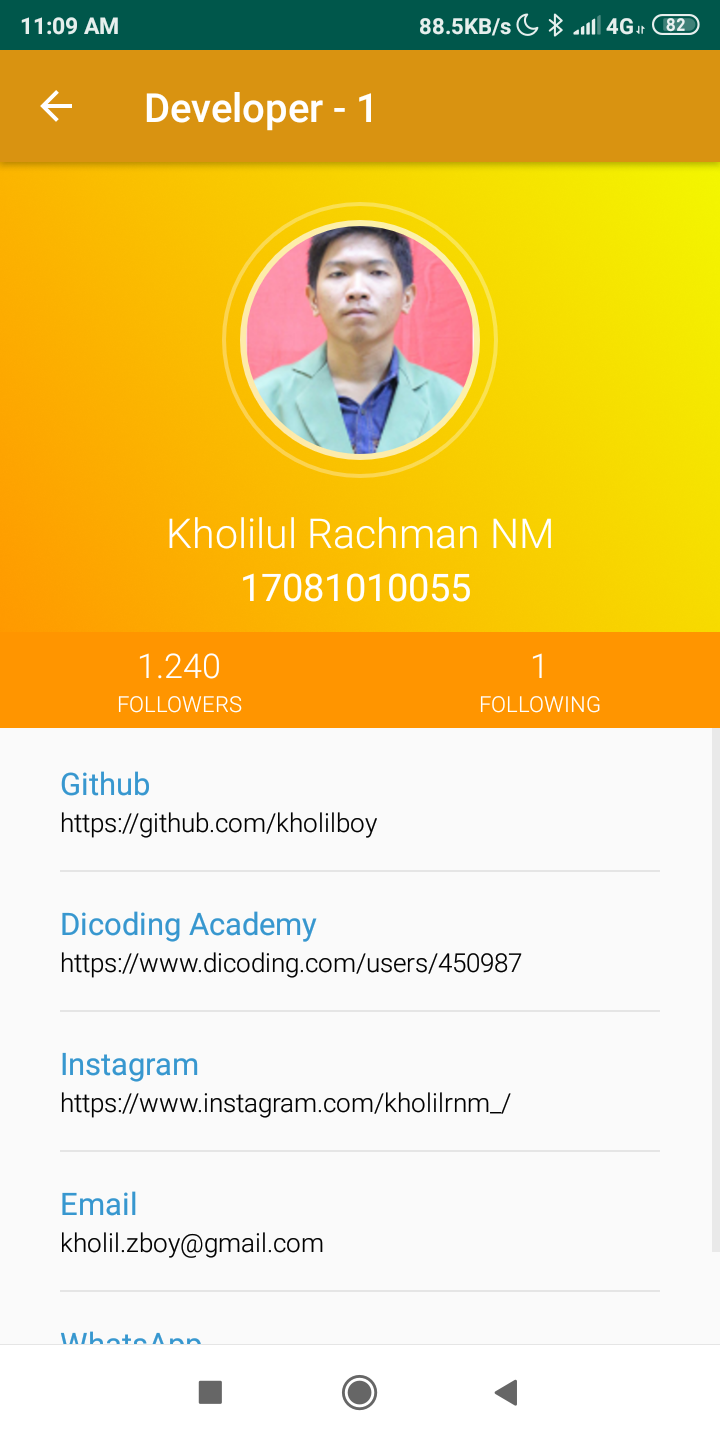 11:09 AM 88.5KB/s 4G 82
Developer - 1
Kholilul Rachman NM
17081010055
1.240 1
FOLLOWERS FOLLOWING
Github
https://github.com/kholilboy
Dicoding Academy
https://www.dicoding.com/users/450987
Instagram
https://www.instagram.com/kholilrnm_/
Email
kholil.zboy@gmail.com
WhatsApp